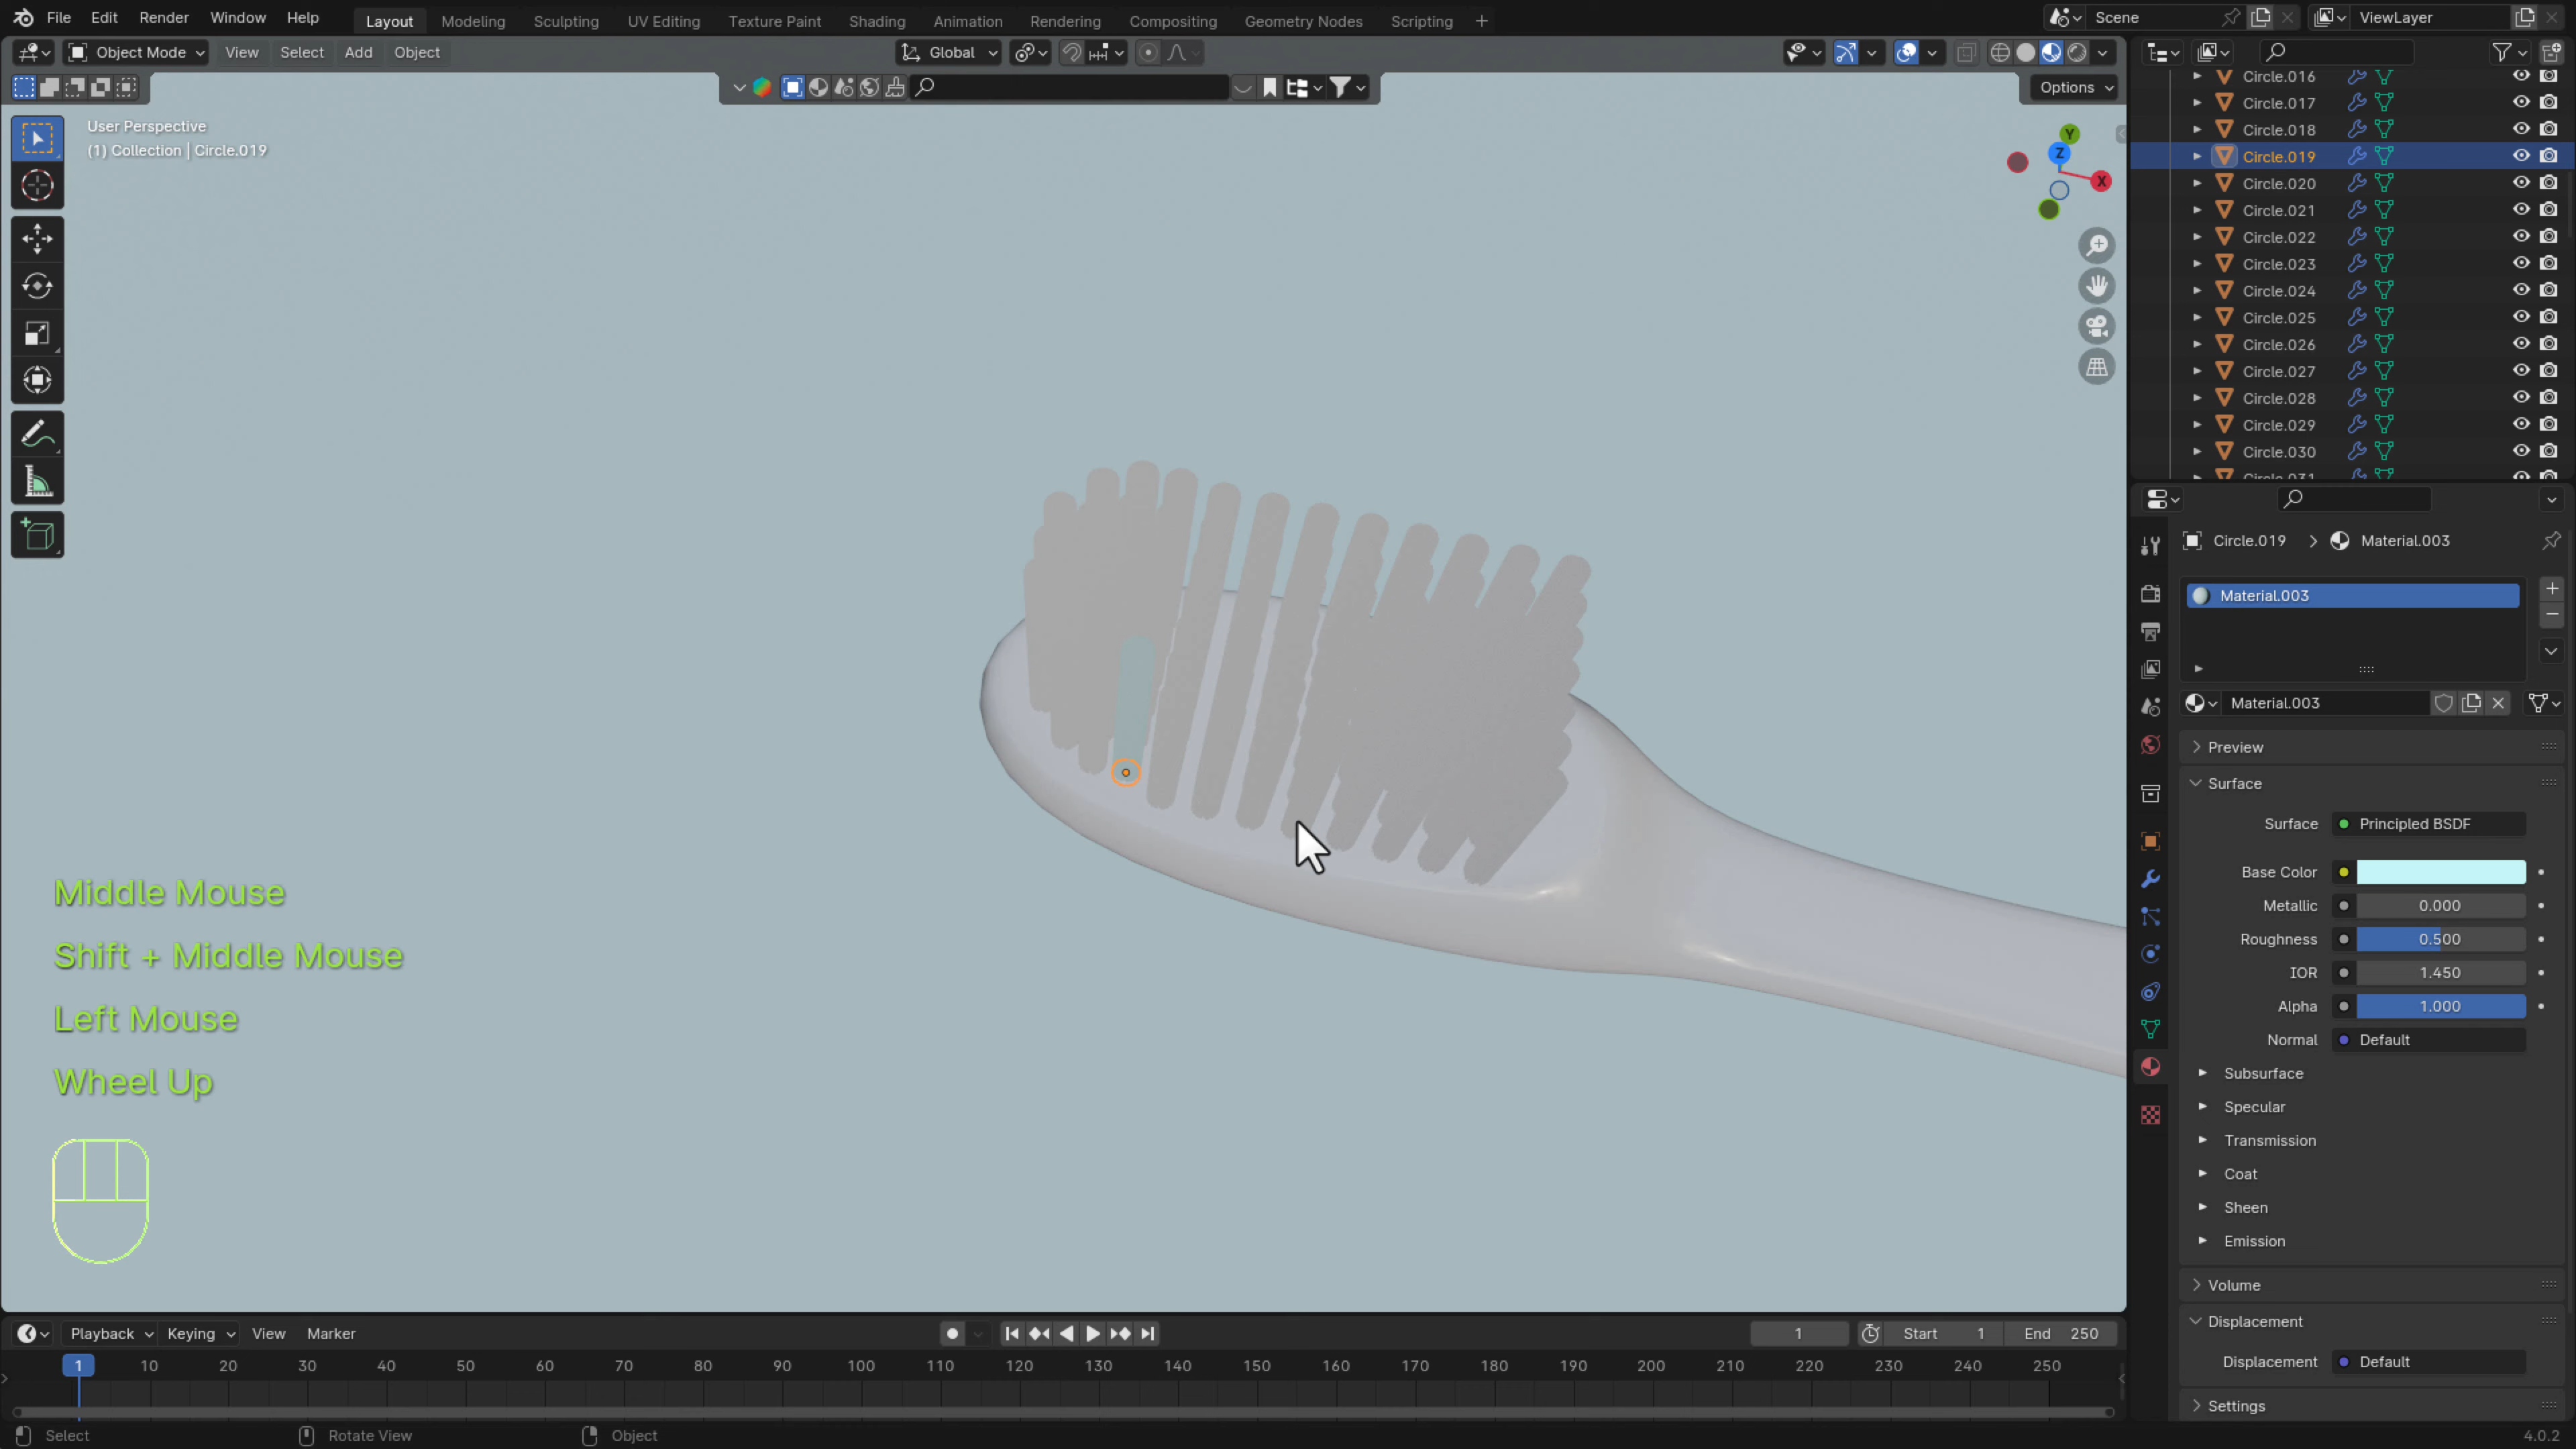 File Edit Render Window Help Layout Modeling Sculpting UV Editing Texture Paint Shading Animation Rendering Compositing Geometry Nodes Scripting + Scene ViewLayer
Object Mode View Select Add Object Global
Options
User Perspective
(1) Collection | Circle.019
Y
Z
X
Circle.016
Circle.017
Circle.018
Circle.019
Circle.020
Circle.021
Circle.022
Circle.023
Circle.024
Circle.025
Circle.026
Circle.027
Circle.028
Circle.029
Circle.030
Circle.031
Circle.019 > Material.003
Material.003
Material.003
Preview
Surface
Surface Principled BSDF
Base Color
Metallic 0.000
Roughness 0.500
IOR 1.450
Alpha 1.000
Normal Default
Subsurface
Specular
Transmission
Coat
Sheen
Emission
Volume
Displacement
Displacement Default
Settings
Middle Mouse
Shift + Middle Mouse
Left Mouse
Wheel Up
Playback Keying View Marker 1 Start 1 End 250
1 10 20 30 40 50 60 70 80 90 100 110 120 130 140 150 160 170 180 190 200 210 220 230 240 250
Select Rotate View Object 4.0.2